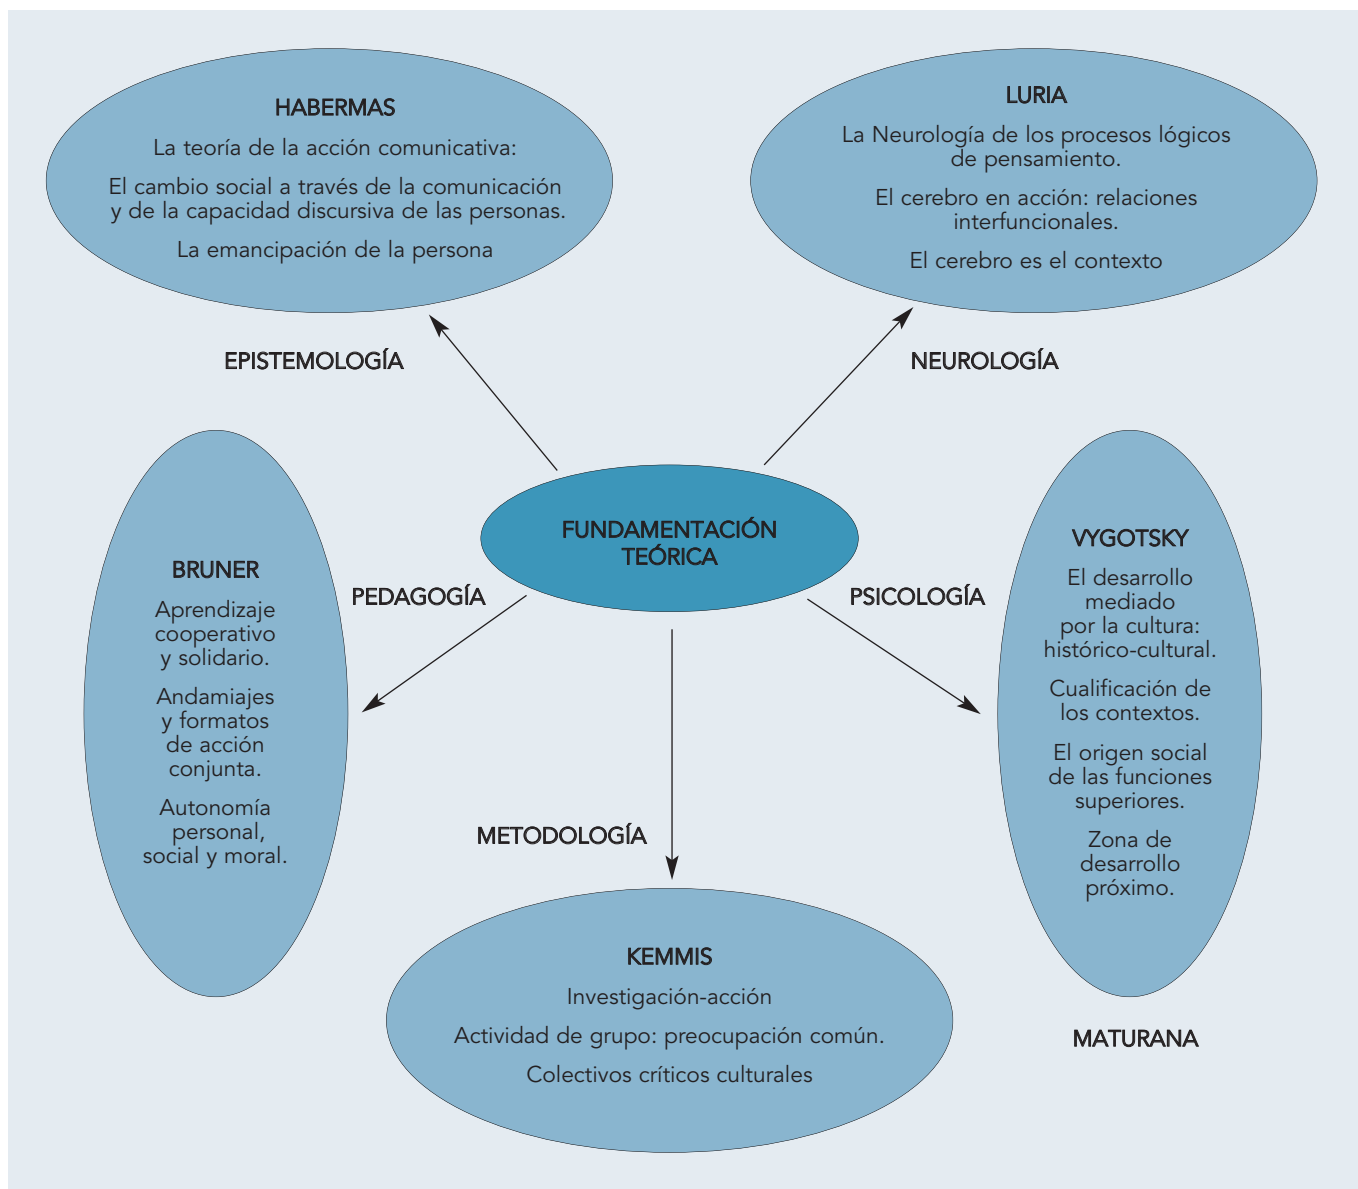 HABERMAS
La teoría de la acción comunicativa:
El cambio social a través de la comunicación
y de la capacidad discursiva de las personas.
La emancipación de la persona
LURIA
La Neurología de los procesos lógicos
de pensamiento.
El cerebro en acción: relaciones
interfuncionales.
El cerebro es el contexto
EPISTEMOLOGÍA
NEUROLOGÍA
FUNDAMENTACIÓN
TEÓRICA
BRUNER
Aprendizaje
cooperativo
y solidario.
Andamiajes
y formatos
de acción
conjunta.
Autonomía
personal,
social y moral.
PEDAGOGÍA
PSICOLOGÍA
VYGOTSKY
El desarrollo
mediado
por la cultura:
histórico-cultural.
Cualificación de
los contextos.
El origen social
de las funciones
superiores.
Zona de
desarrollo
próximo.
METODOLOGÍA
KEMMIS
Investigación-acción
Actividad de grupo: preocupación común.
Colectivos críticos culturales
MATURANA